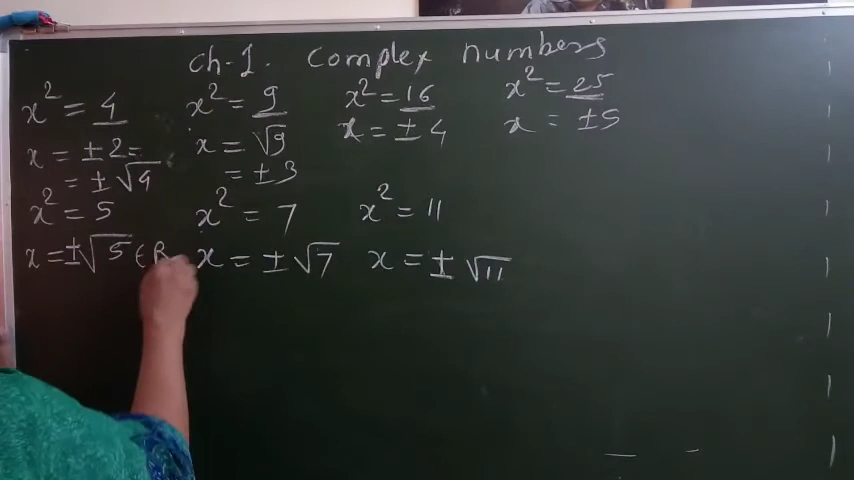 Ch-1. Complex numbers
x² = 4 x² = 9 x² = 16 x² = 25
x = ±2 = x = √9 x = ±4 x = ±5
= ±√4 = ±3
x² = 5 x² = 7 x² = 11
x = ±√5 ∈ R x = ±√7 x = ±√11